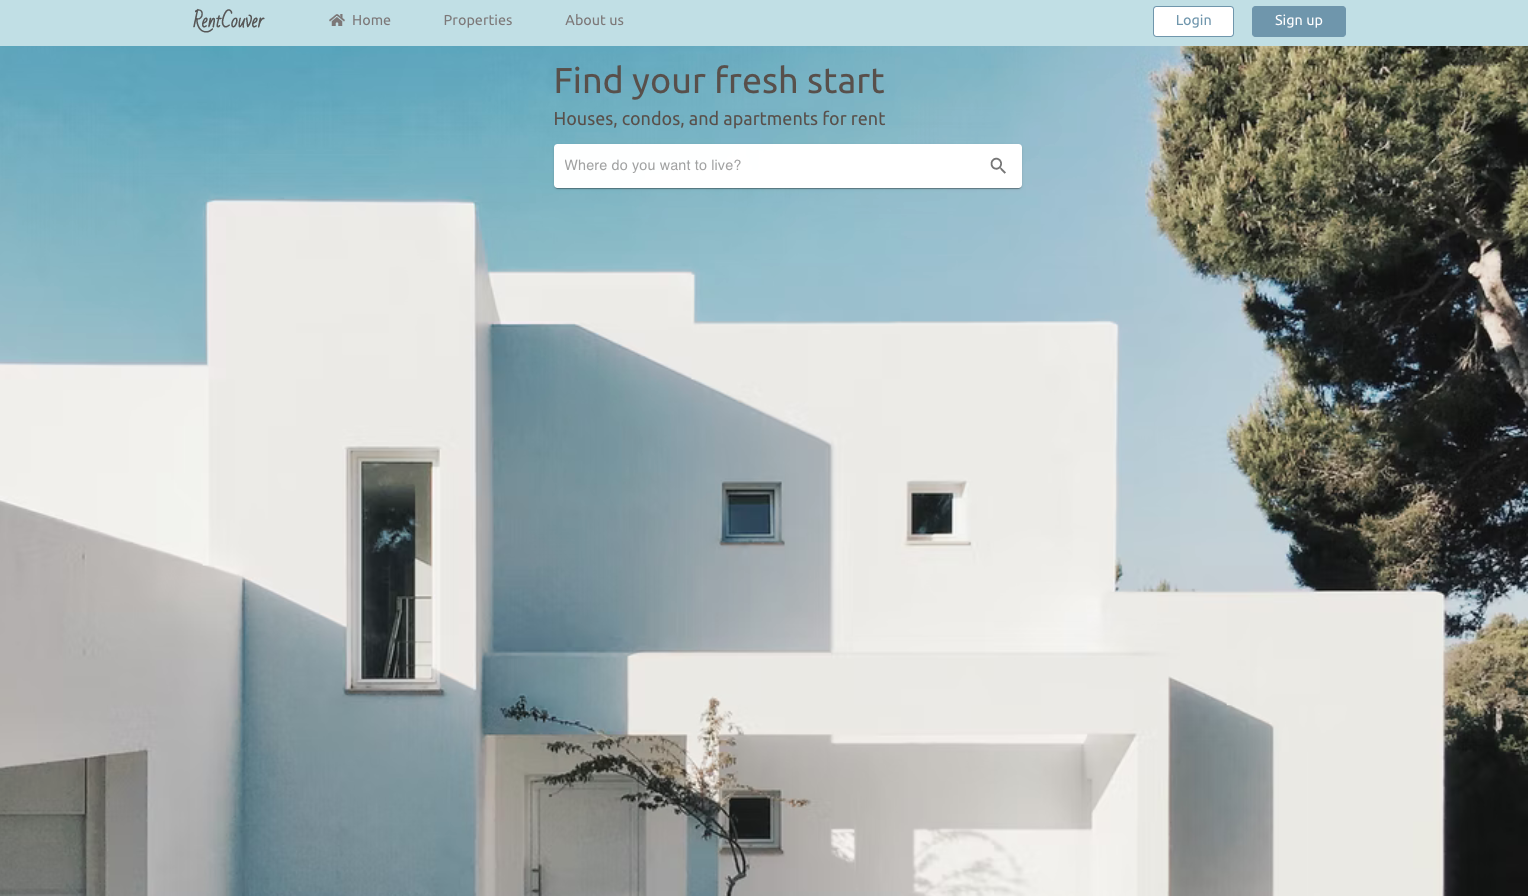 RentCouver Home Properties About us Login Sign up
Find your fresh start
Houses, condos, and apartments for rent
Where do you want to live?